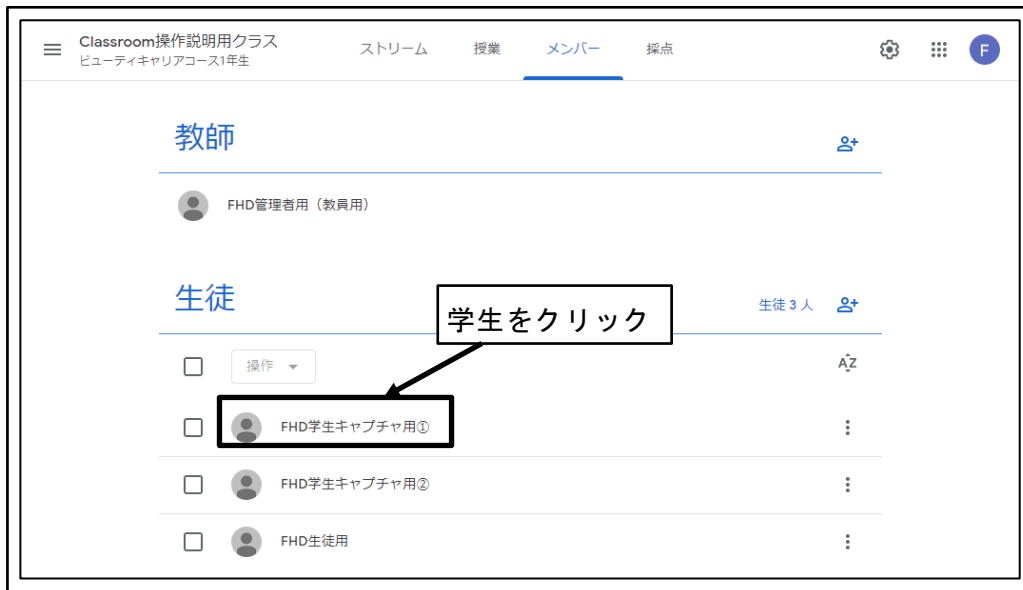 Classroom操作説明用クラス
ビューティキャリアコース1年生
ストリーム 授業 メンバー 採点
F
教師
FHD管理者用（教員用）
生徒
生徒 3 人
学生をクリック
操作
AZ
FHD学生キャプチャ用①
FHD学生キャプチャ用②
FHD生徒用